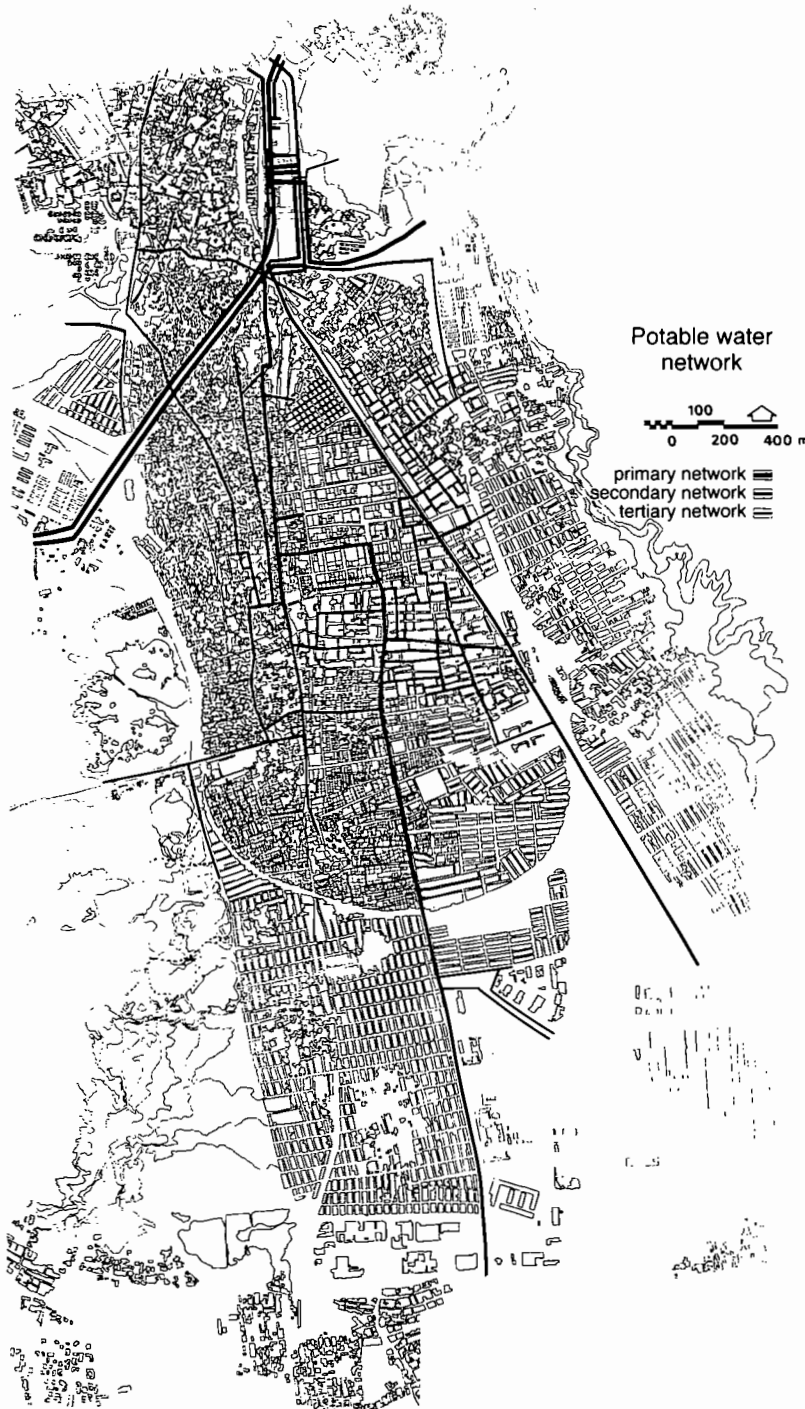 Potable water
network
100
0 200 400 m
primary network
secondary network
tertiary network